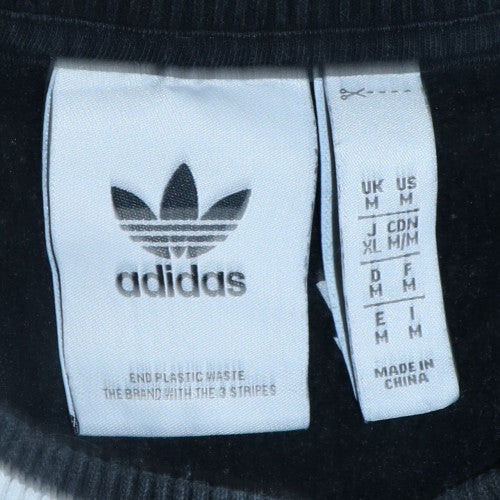 adidas
END PLASTIC WASTE
THE BRAND WITH THE 3 STRIPES
UK US
M M
J CDN
XL M/M
D F
M M
E I
M M
MADE IN
CHINA